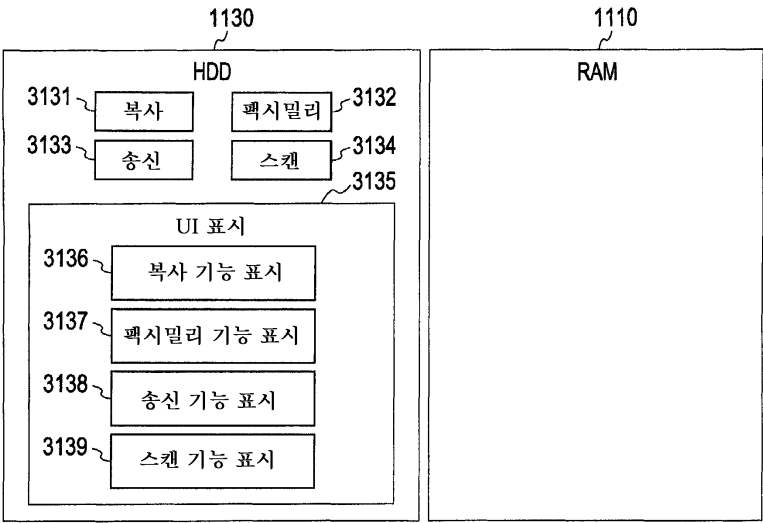 1130
1110
HDD
RAM
3131
복사
팩시밀리
3132
3133
송신
스캔
3134
3135
UI 표시
3136
복사 기능 표시
3137
팩시밀리 기능 표시
3138
송신 기능 표시
3139
스캔 기능 표시